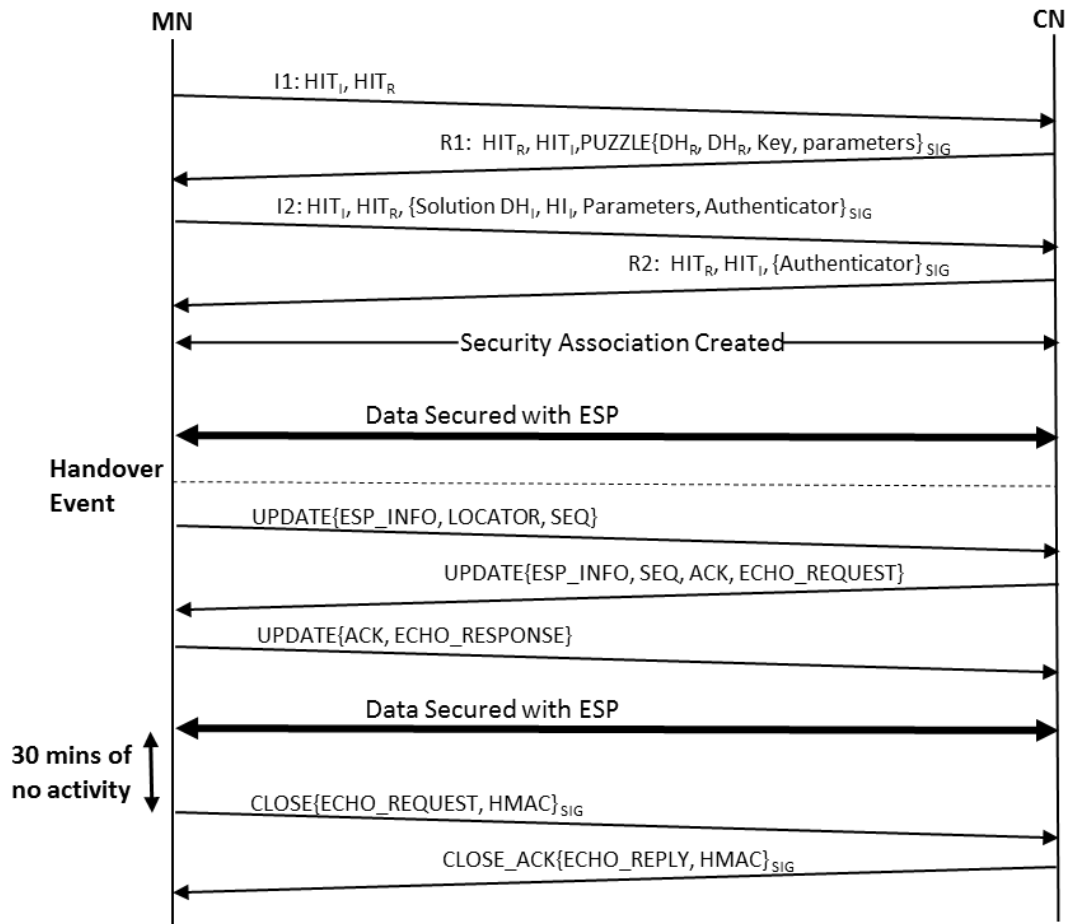 MN
CN
I1: HITI, HITR
R1: HITR, HITI,PUZZLE{DHR, DHR, Key, parameters}SIG
I2: HITI, HITR, {Solution DHI, HII, Parameters, Authenticator}SIG
R2: HITR, HITI, {Authenticator}SIG
Security Association Created
Data Secured with ESP
Handover
Event
UPDATE{ESP_INFO, LOCATOR, SEQ}
UPDATE{ESP_INFO, SEQ, ACK, ECHO_REQUEST}
UPDATE{ACK, ECHO_RESPONSE}
Data Secured with ESP
30 mins of
no activity
CLOSE{ECHO_REQUEST, HMAC}SIG
CLOSE_ACK{ECHO_REPLY, HMAC}SIG